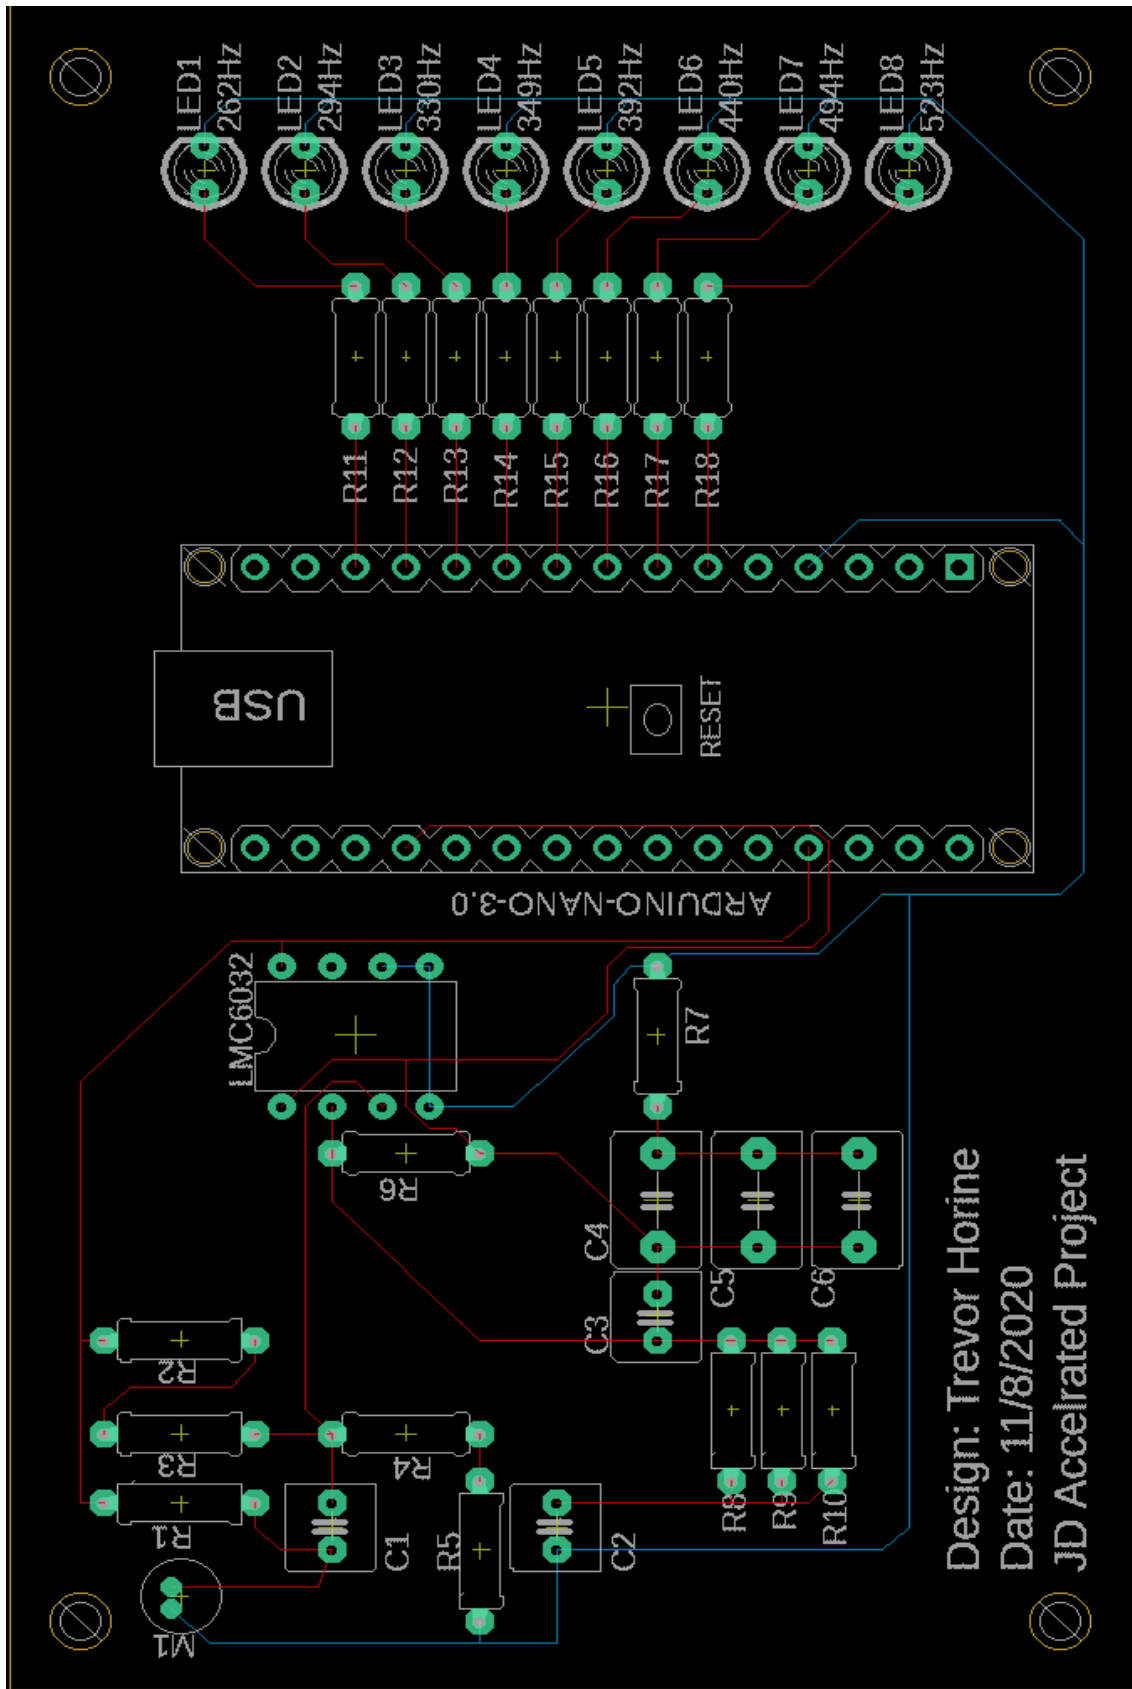 LED1
262Hz
LED2
294Hz
LED3
330Hz
LED4
349Hz
LED5
392Hz
LED6
440Hz
LED7
494Hz
LED8
523Hz
R11
R12
R13
R14
R15
R16
R17
R18
USB
RESET
ARDUINO-NANO-3.0
LMC6032
R7
R6
C4
C5
C6
C3
R2
R3
R4
R1
C1
R5
C2
R8
R9
R10
M1
Design: Trevor Horine
Date: 11/8/2020
JD Accelrated Project